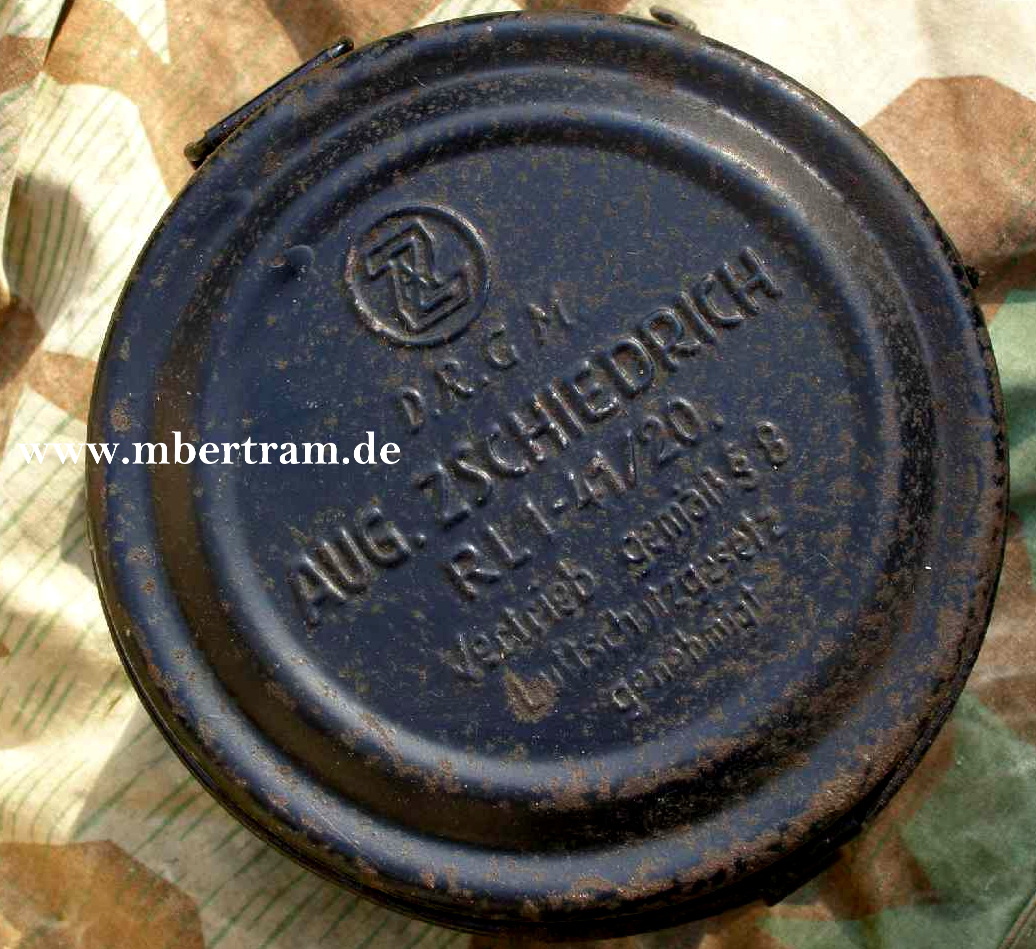 Z
D.R.G M
AUG. ZSCHIEDRICH
RL 1-41/20.
Vertrieb gemäß § 8
Luftschutzgesetz
genehmigt
www.mbertram.de